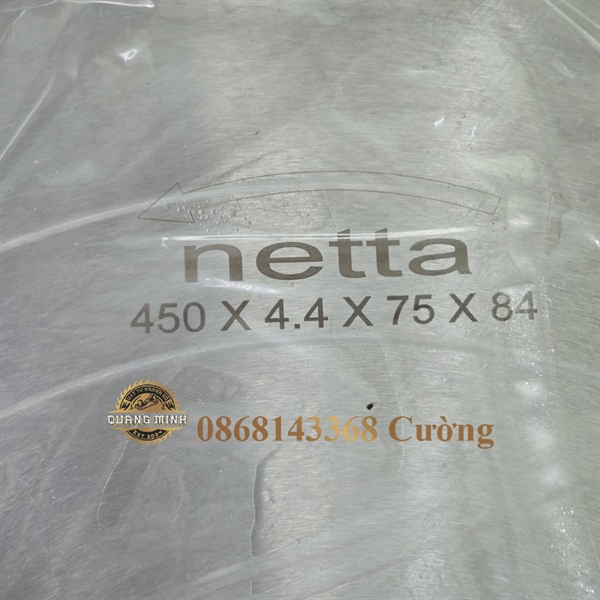 netta
450 X 4.4 X 75 X 84
QUANG MINH
0868143368 Cường